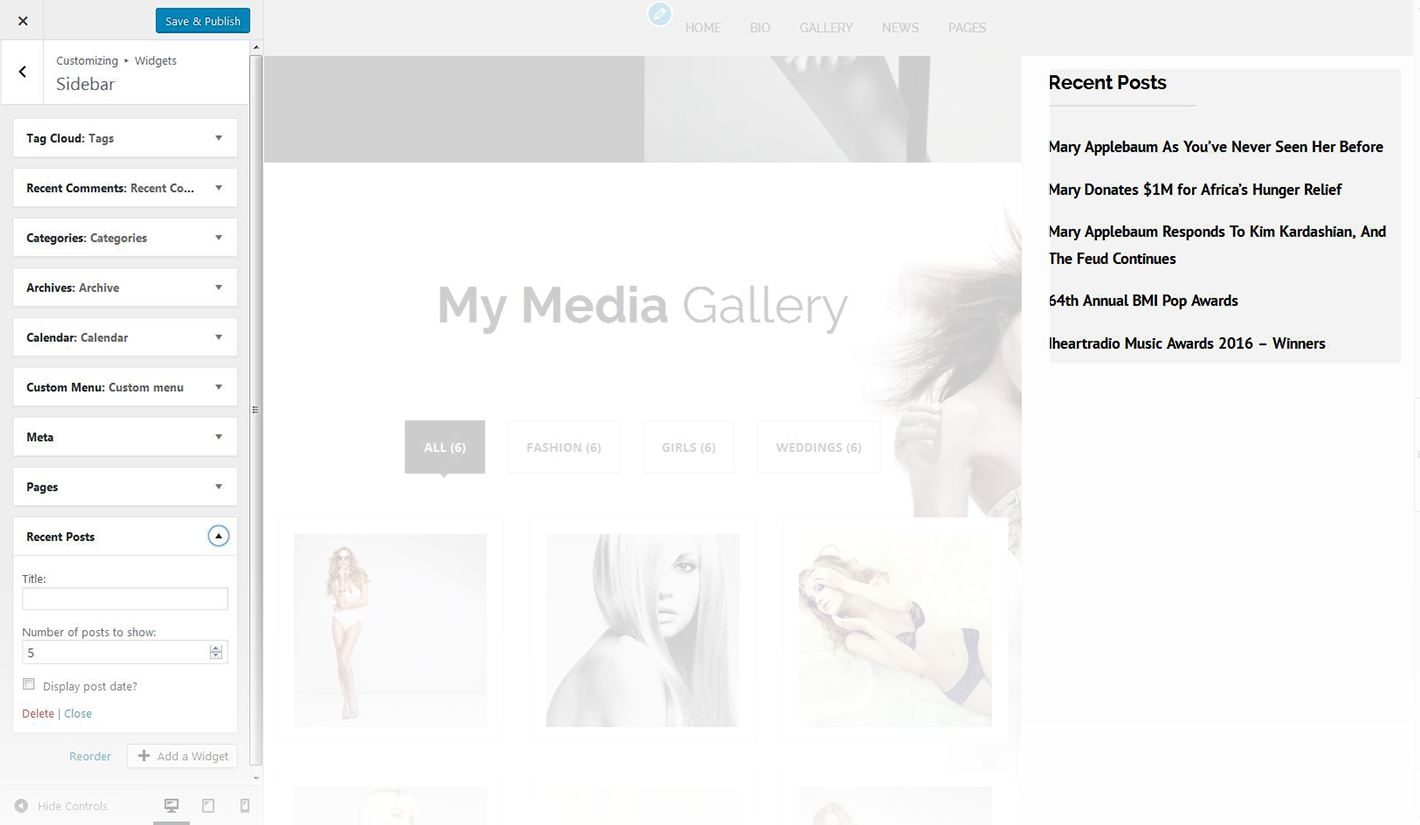 Save & Publish
Customizing ▸ Widgets
Sidebar
Tag Cloud: Tags
Recent Comments: Recent Co...
Categories: Categories
Archives: Archive
Calendar: Calendar
Custom Menu: Custom menu
Meta
Pages
Recent Posts
Title:
Number of posts to show:
5
Display post date?
Delete | Close
Reorder
Add a Widget
Hide Controls
HOME BIO GALLERY NEWS PAGES
My Media Gallery
ALL (6) FASHION (6) GIRLS (6) WEDDINGS (6)
Recent Posts
Mary Applebaum As You’ve Never Seen Her Before
Mary Donates $1M for Africa’s Hunger Relief
Mary Applebaum Responds To Kim Kardashian, And
The Feud Continues
64th Annual BMI Pop Awards
Iheartradio Music Awards 2016 – Winners